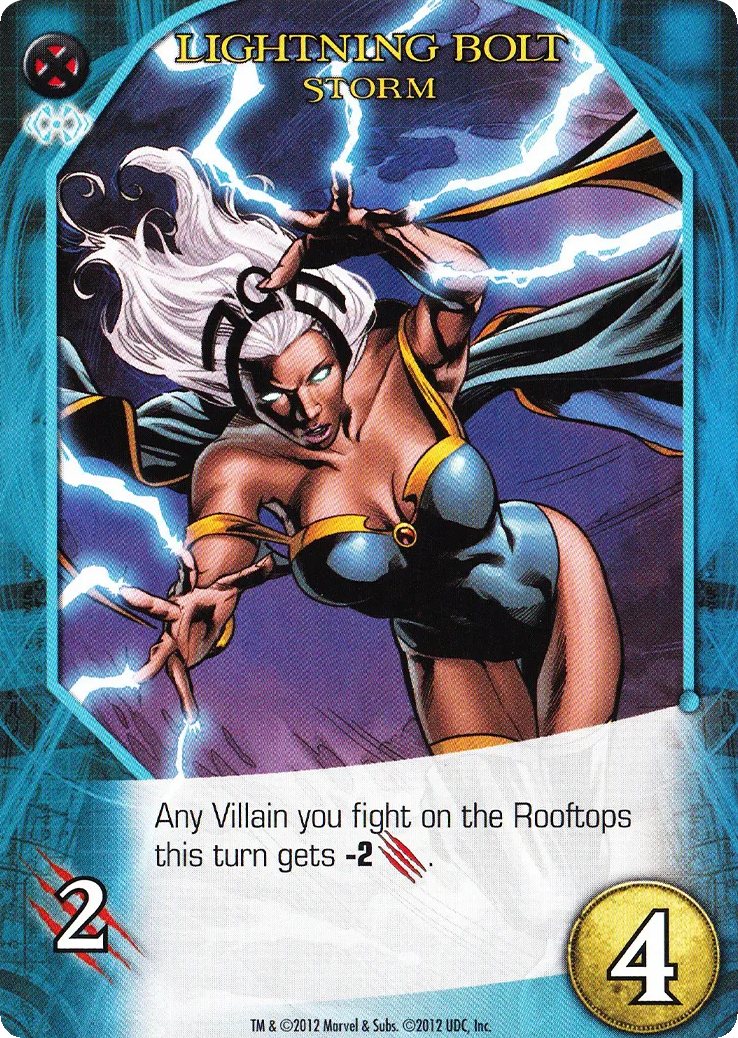 LIGHTNING BOLT
STORM
Any Villain you fight on the Rooftops
this turn gets -2 .
2
4
TM & ©2012 Marvel & Subs. ©2012 UDC, Inc.